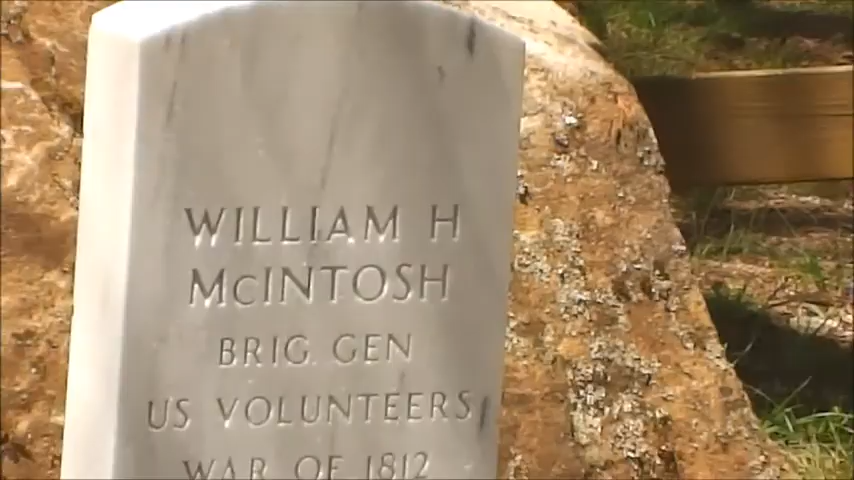 WILLIAM H
McINTOSH
BRIG GEN
US VOLUNTEERS
WAR OF 1812